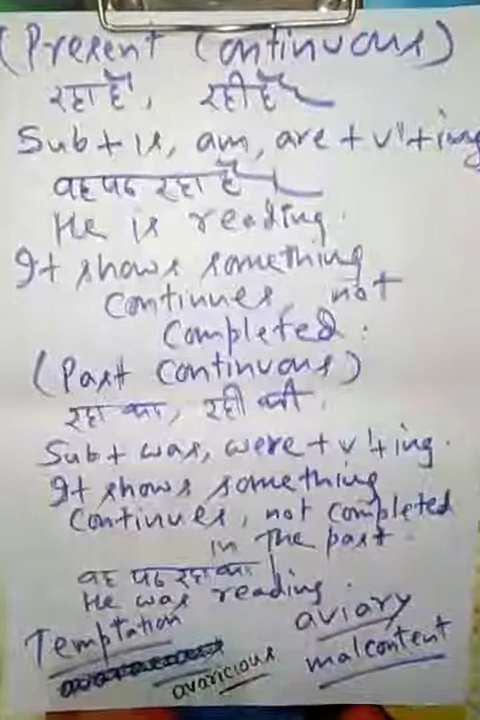 (Present Continuous)
रहा है, रही है
Sub + is, am, are + v¹ + ing
वह पढ रहा है।
He is reading.
It shows something
continues, not
completed.
(Past Continuous)
रहा था, रही थी.
Sub + was, were + v¹ + ing.
It shows something
continues, not completed
in the past.
वह पढ रहा था।
He was reading.
Temptation
aviary
avaricious
malcontent